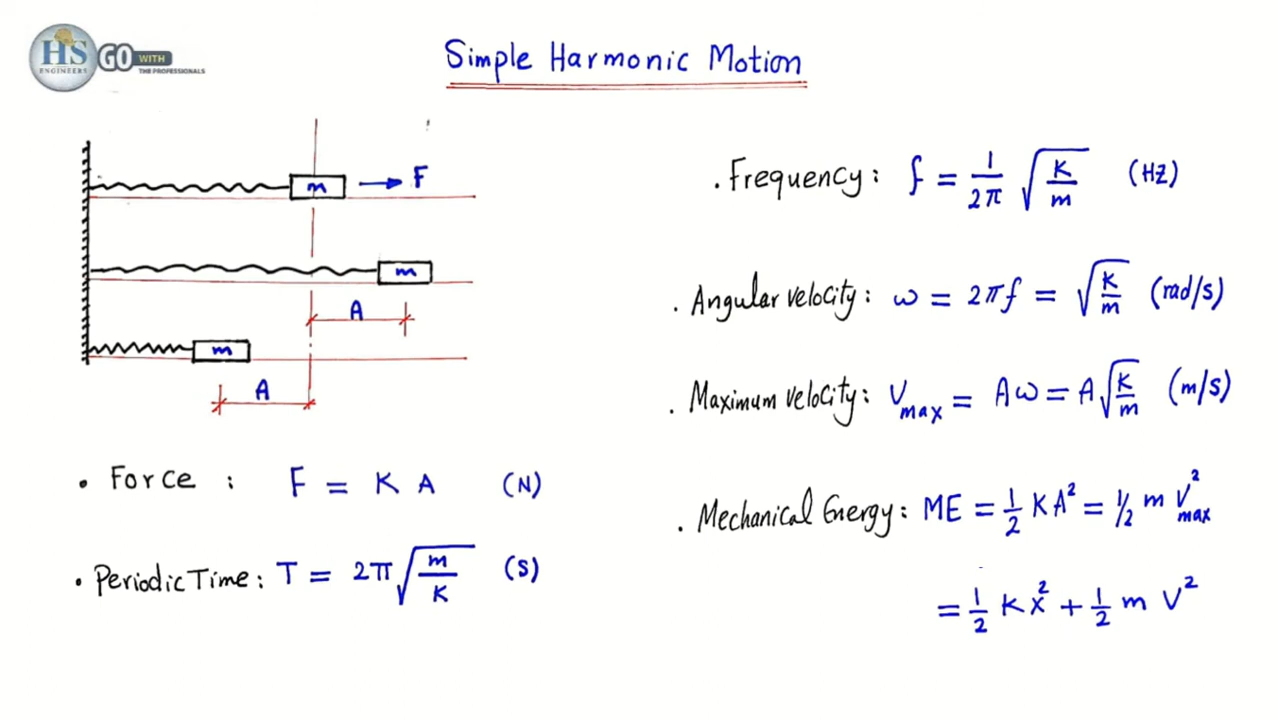 HS
ENGINEERS
GO WITH
THE PROFESSIONALS
Simple Harmonic Motion
m → F
m
A
m
A
• Force : F = K A (N)
• Periodic Time : T = 2π √(m/K) (S)
. Frequency : f = 1/2π √(K/m) (HZ)
. Angular velocity : ω = 2πf = √(K/m) (rad/s)
. Maximum velocity : Vmax = Aω = A√(K/m) (m/s)
. Mechanical Energy : ME = 1/2 KA² = 1/2 m V²max
= 1/2 K x² + 1/2 m V²